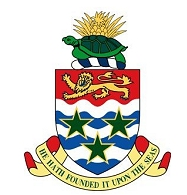 HE HATH FOUNDED IT UPON THE SEAS